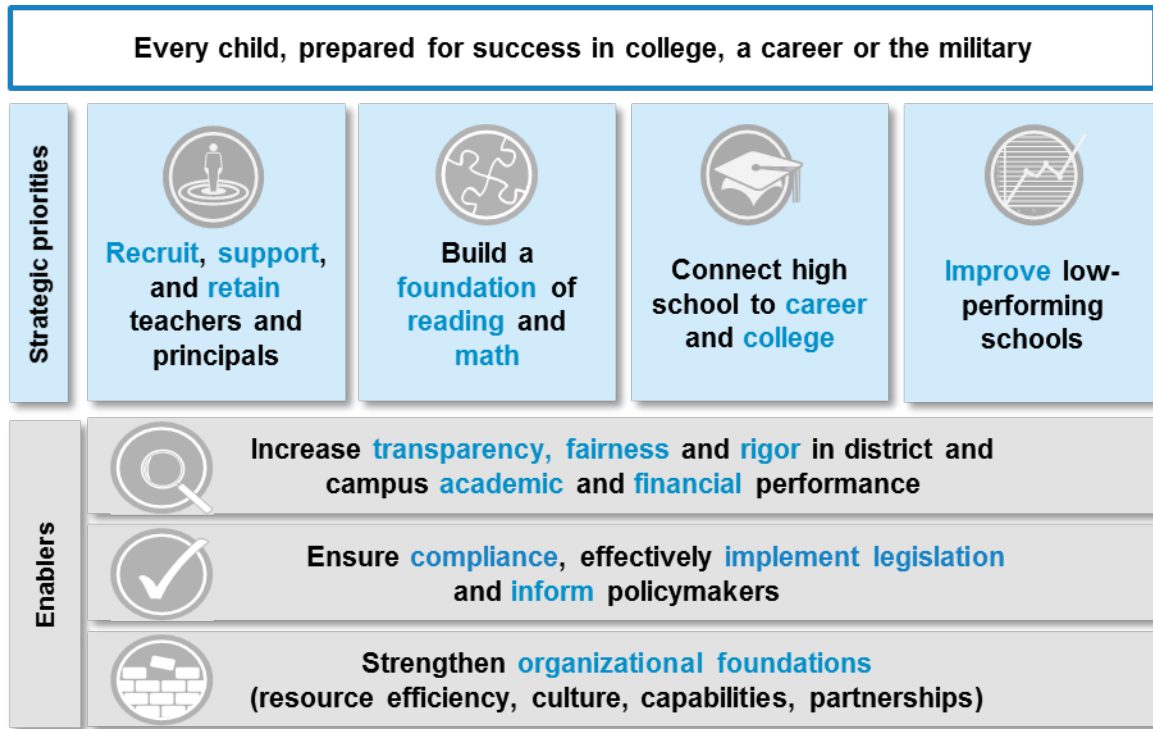 Every child, prepared for success in college, a career or the military
Strategic priorities
Recruit, support,
and retain
teachers and
principals
Build a
foundation of
reading and
math
Connect high
school to career
and college
Improve low-
performing
schools
Enablers
Increase transparency, fairness and rigor in district and
campus academic and financial performance
Ensure compliance, effectively implement legislation
and inform policymakers
Strengthen organizational foundations
(resource efficiency, culture, capabilities, partnerships)